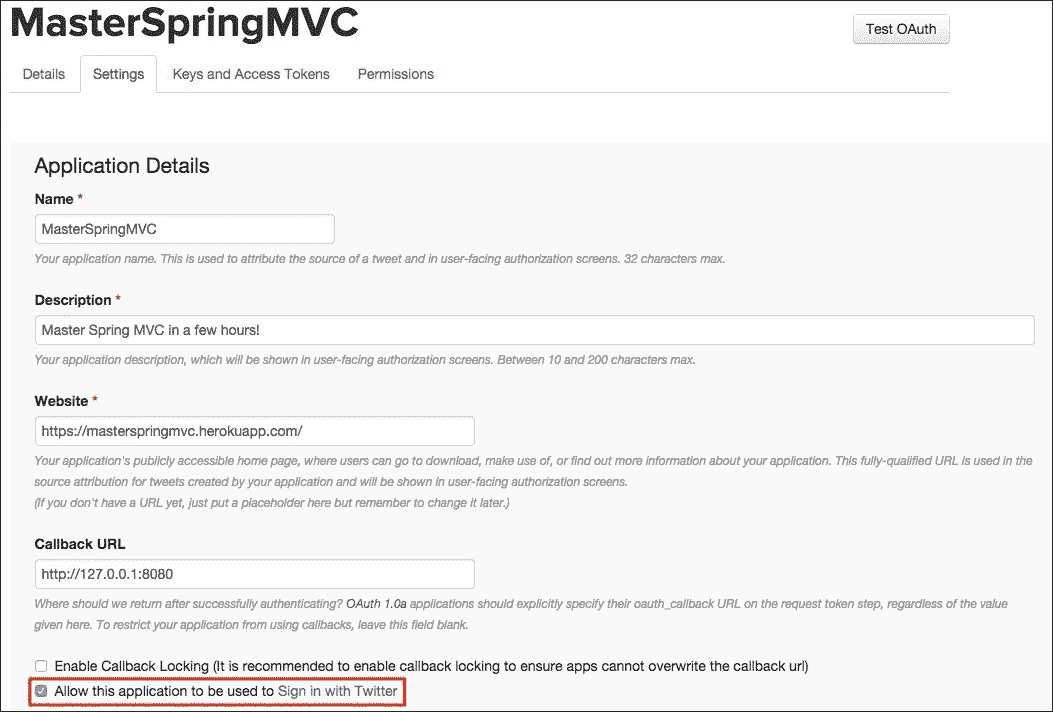 MasterSpringMVC
Test OAuth
Details Settings Keys and Access Tokens Permissions
Application Details
Name *
MasterSpringMVC
Your application name. This is used to attribute the source of a tweet and in user-facing authorization screens. 32 characters max.
Description *
Master Spring MVC in a few hours!
Your application description, which will be shown in user-facing authorization screens. Between 10 and 200 characters max.
Website *
https://masterspringmvc.herokuapp.com/
Your application's publicly accessible home page, where users can go to download, make use of, or find out more information about your application. This fully-qualified URL is used in the
source attribution for tweets created by your application and will be shown in user-facing authorization screens.
(If you don't have a URL yet, just put a placeholder here but remember to change it later.)
Callback URL
http://127.0.0.1:8080
Where should we return after successfully authenticating? OAuth 1.0a applications should explicitly specify their oauth_callback URL on the request token step, regardless of the value
given here. To restrict your application from using callbacks, leave this field blank.
Enable Callback Locking (It is recommended to enable callback locking to ensure apps cannot overwrite the callback url)
Allow this application to be used to Sign in with Twitter